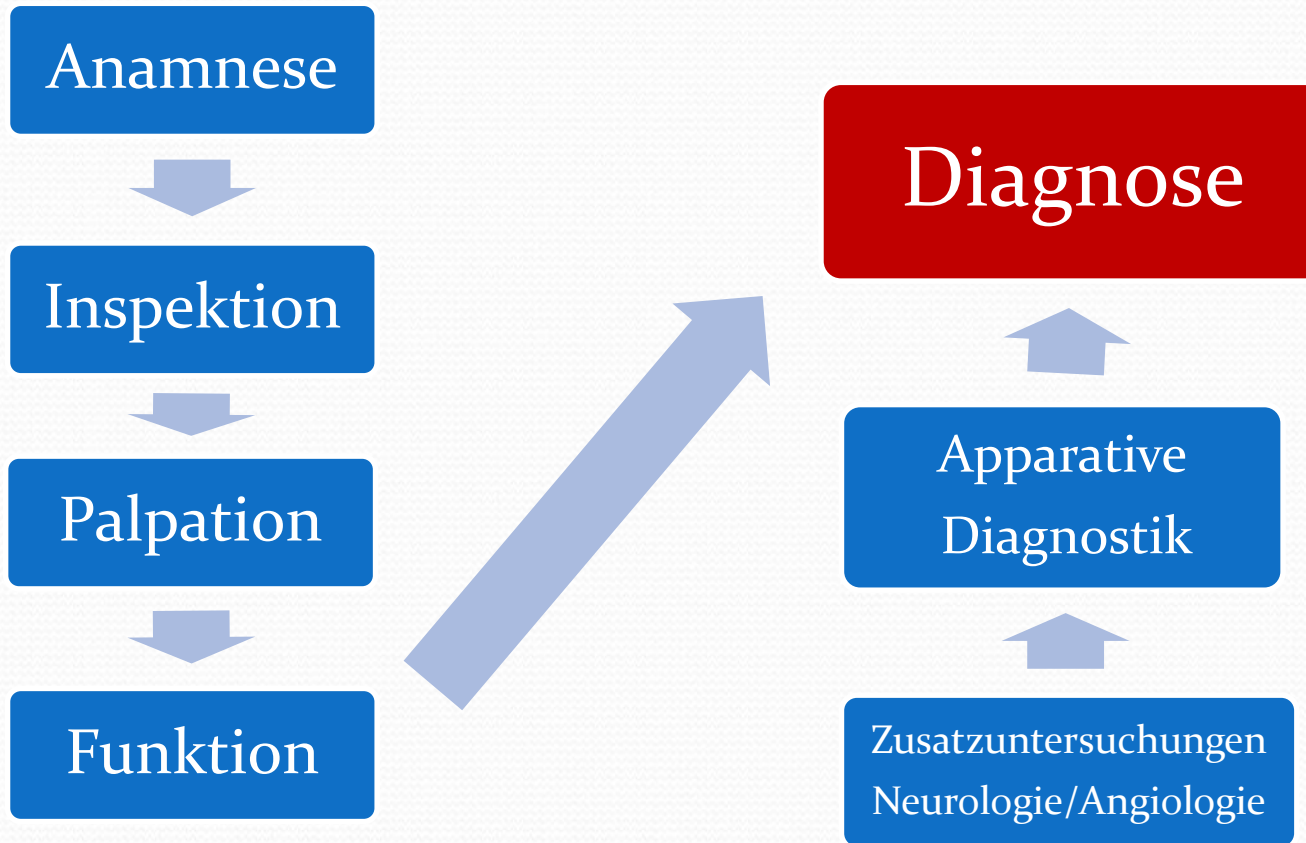 Anamnese
Inspektion
Palpation
Funktion
Diagnose
Apparative
Diagnostik
Zusatzuntersuchungen
Neurologie/Angiologie